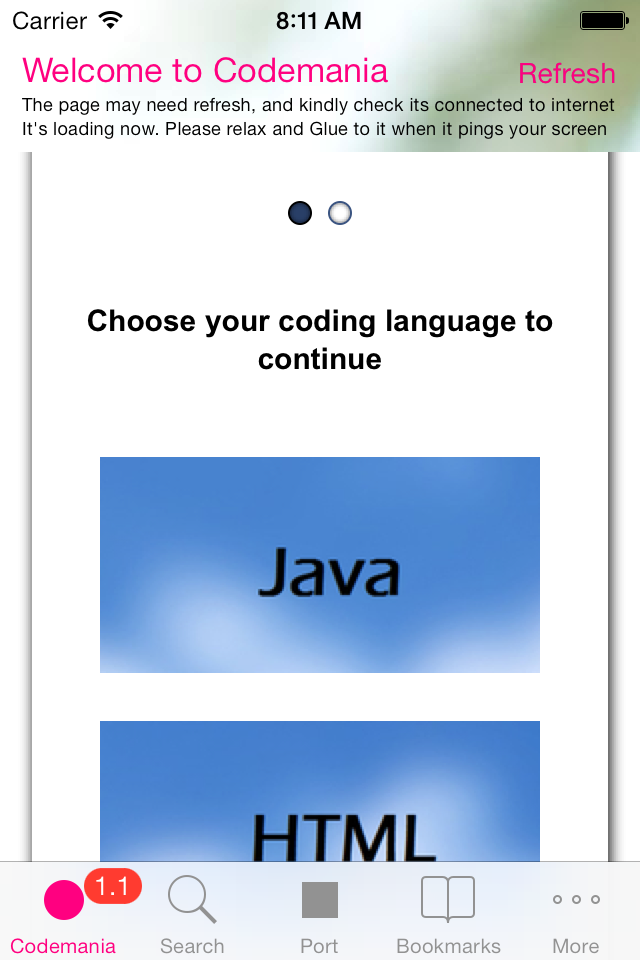 Carrier 8:11 AM
Welcome to Codemania Refresh
The page may need refresh, and kindly check its connected to internet
It's loading now. Please relax and Glue to it when it pings your screen
Choose your coding language to
continue
Java
HTML
1.1
Codemania Search Port Bookmarks More